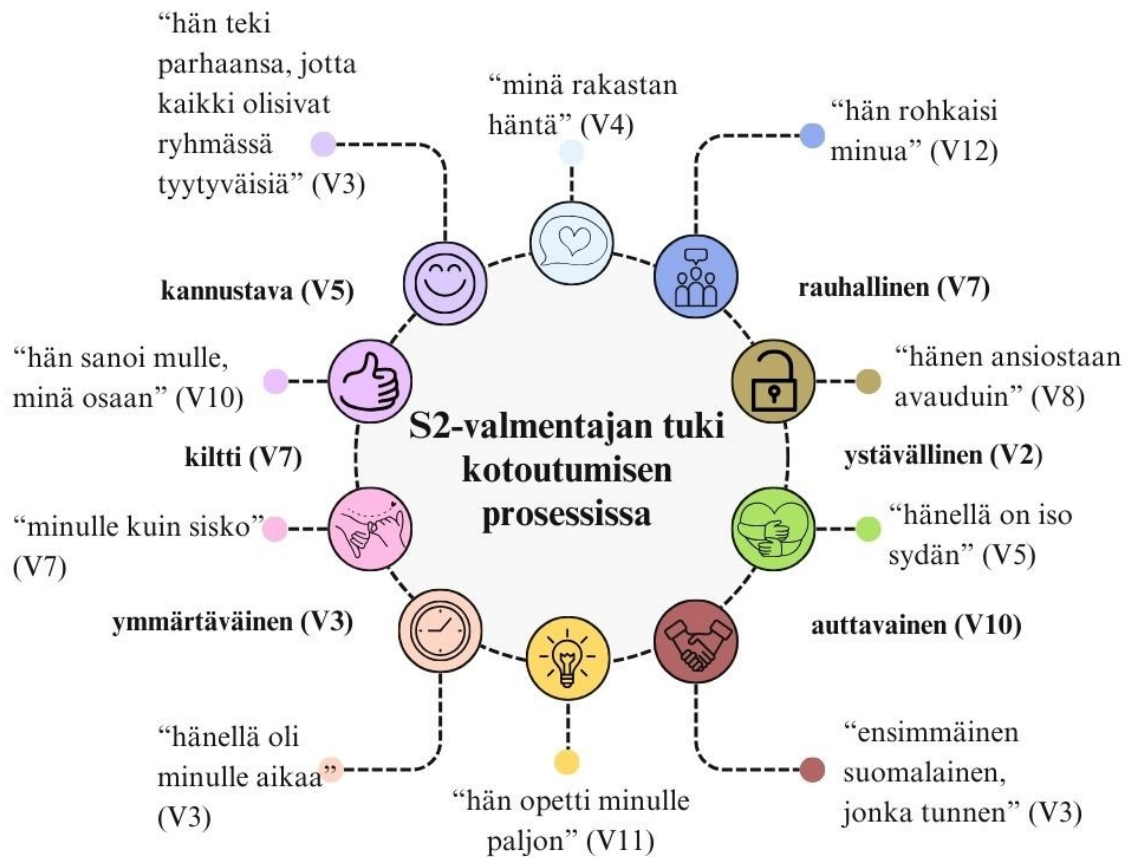 “hän teki
parhaansa, jotta
kaikki olisivat
ryhmässä
tyytyväisiä” (V3)
“minä rakastan
häntä” (V4)
“hän rohkaisi
minua” (V12)
kannustava (V5)
rauhallinen (V7)
“hän sanoi mulle,
minä osaan” (V10)
“hänen ansiostaan
avauduin” (V8)
S2-valmentajan tuki
kotoutumisen
prosessissa
kiltti (V7)
ystävällinen (V2)
“minulle kuin sisko”
(V7)
“hänellä on iso
sydän” (V5)
ymmärtäväinen (V3)
auttavainen (V10)
“hänellä oli
minulle aikaa”
(V3)
“hän opetti minulle
paljon” (V11)
“ensimmäinen
suomalainen,
jonka tunnen” (V3)